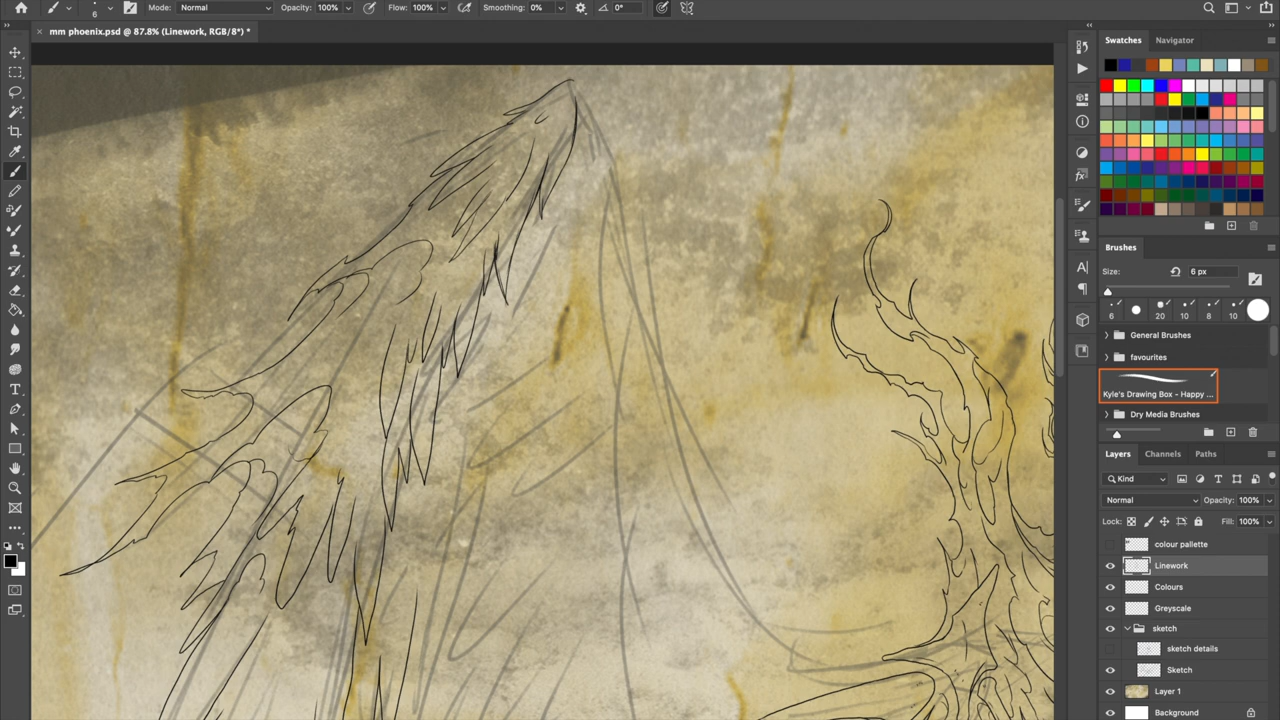 6 Mode: Normal Opacity: 100% Flow: 100% Smoothing: 0% 0°
× mm phoenix.psd @ 87.8% (Linework, RGB/8*) *
Swatches Navigator
Brushes
Size: 6 px
6 20 10 8 10
General Brushes
favourites
Kyle's Drawing Box - Happy ...
Dry Media Brushes
Layers Channels Paths
Kind
Normal Opacity: 100%
Lock: Fill: 100%
colour pallette
Linework
Colours
Greyscale
sketch
sketch details
Sketch
Layer 1
Background